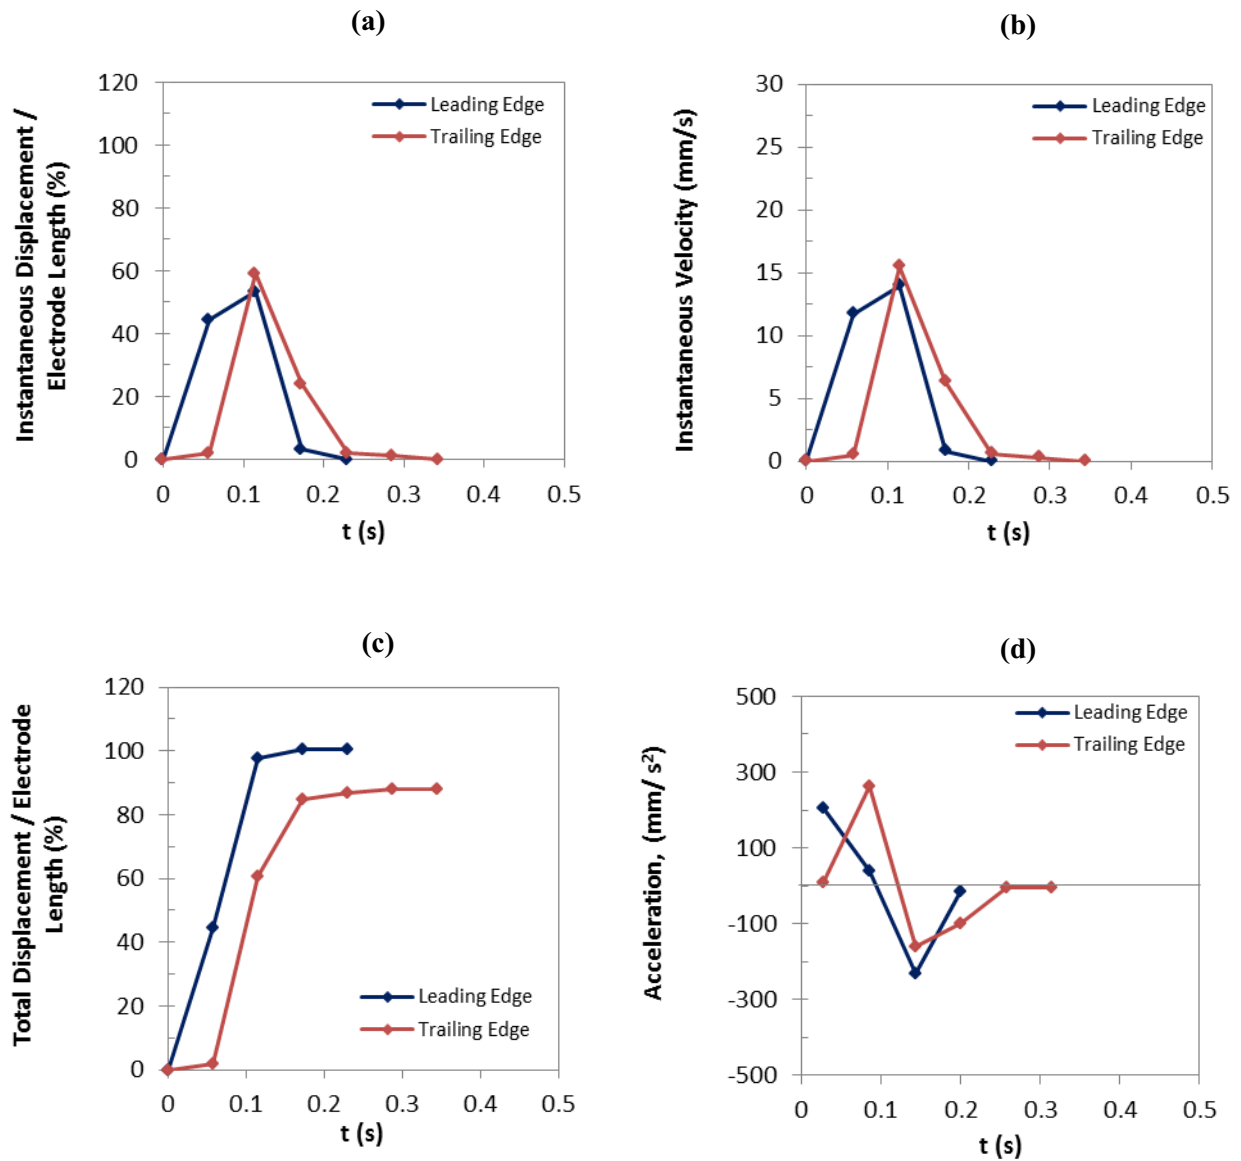 (a)
Instantaneous Displacement /
Electrode Length (%)
120
100
80
60
40
20
0
Leading Edge
Trailing Edge
0 0.1 0.2 0.3 0.4 0.5
t (s)
(b)
Instantaneous Velocity (mm/s)
30
25
20
15
10
5
0
Leading Edge
Trailing Edge
0 0.1 0.2 0.3 0.4 0.5
t (s)
(c)
Total Displacement / Electrode
Length (%)
120
100
80
60
40
20
0
Leading Edge
Trailing Edge
0 0.1 0.2 0.3 0.4 0.5
t (s)
(d)
Acceleration, (mm/ s²)
500
300
100
-100
-300
-500
Leading Edge
Trailing Edge
0 0.1 0.2 0.3 0.4 0.5
t (s)